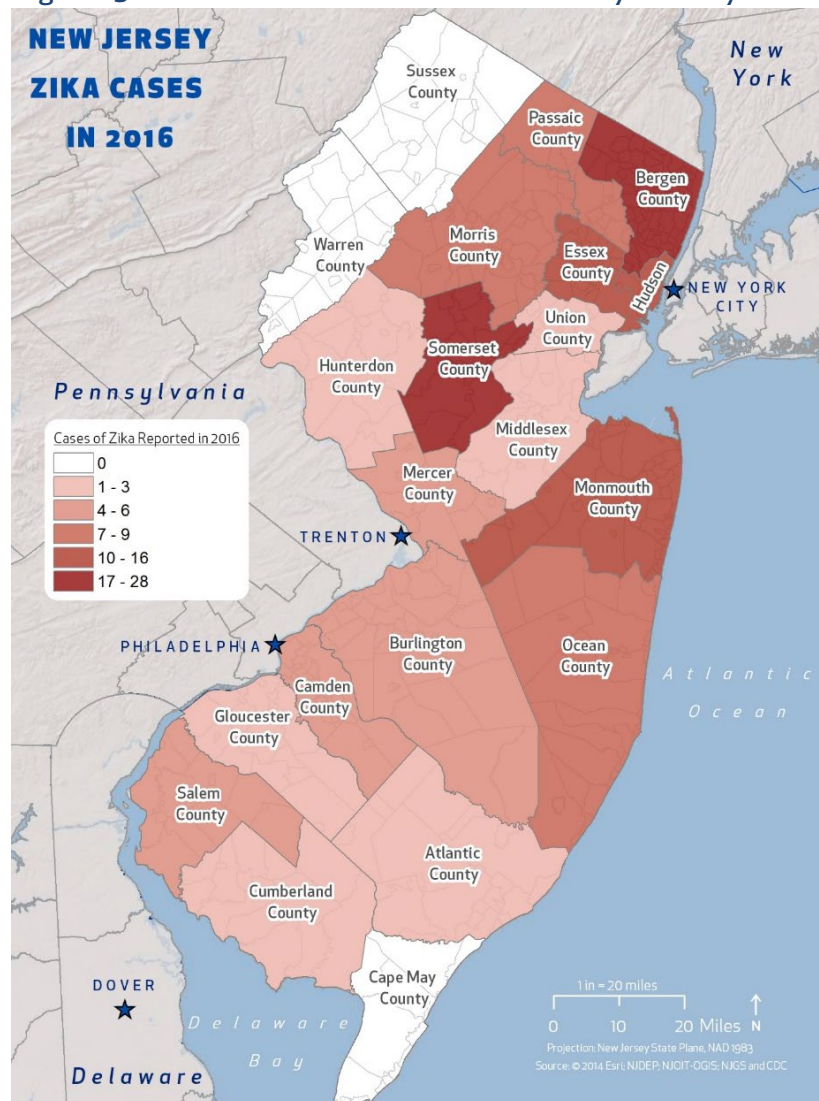 NEW JERSEY
ZIKA CASES
IN 2016
New
York
Sussex
County
Passaic
County
Bergen
County
Warren
County
Morris
County
Essex
County
Hudson
NEW YORK
CITY
Union
County
Somerset
County
Hunterdon
County
Pennsylvania
Middlesex
County
Cases of Zika Reported in 2016
0
1 - 3
4 - 6
7 - 9
10 - 16
17 - 28
Mercer
County
Monmouth
County
TRENTON
PHILADELPHIA
Burlington
County
Ocean
County
Camden
County
Atlantic
Ocean
Gloucester
County
Salem
County
Atlantic
County
Cumberland
County
Cape May
County
DOVER
Delaware
Bay
Delaware
1 in = 20 miles
0 10 20 Miles
N
Projection: New Jersey State Plane, NAD 1983
Source: © 2014 Esri; NJDEP; NJOIT-OGIS; NJGS and CDC